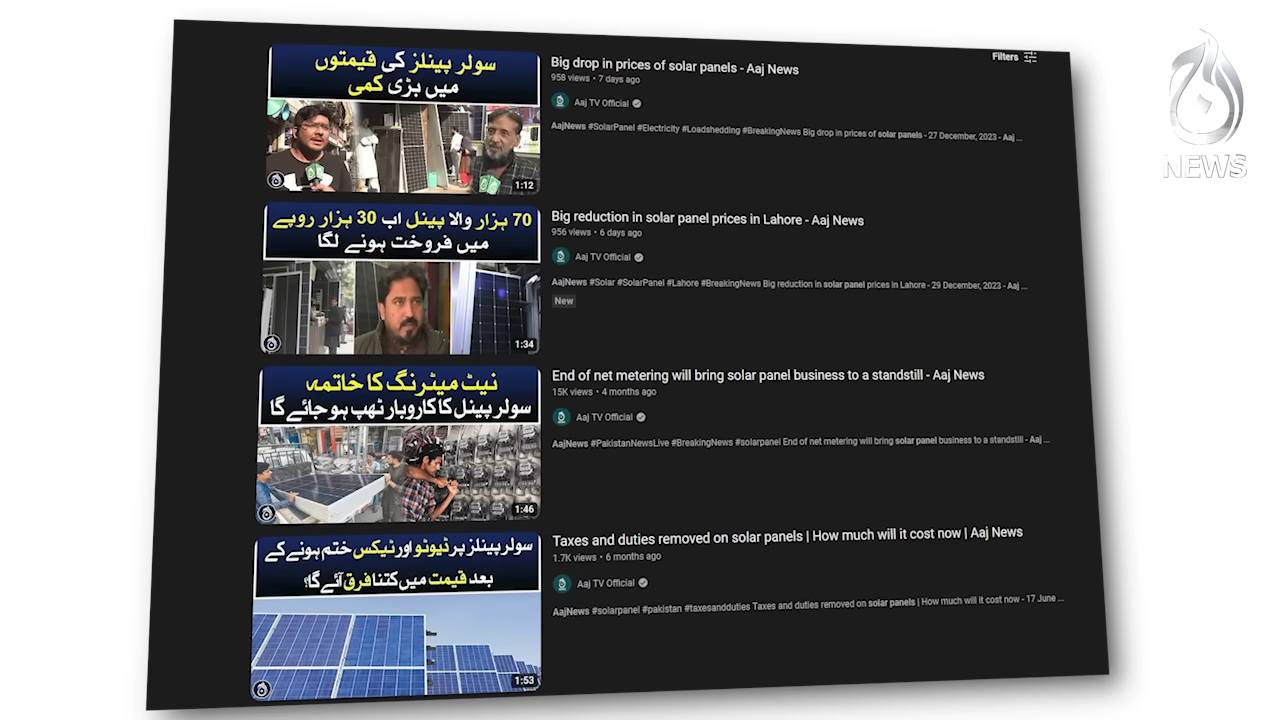 Filters
سولر پینلز کی قیمتوں
میں بڑی کمی
1:12
Big drop in prices of solar panels - Aaj News
958 views • 7 days ago
Aaj TV Official
AajNews #SolarPanel #Electricity #Loadshedding #BreakingNews Big drop in prices of solar panels - 27 December, 2023 - Aaj ...
70 ہزار والا پینل اب 30 ہزار روپے
میں فروخت ہونے لگا
1:34
Big reduction in solar panel prices in Lahore - Aaj News
956 views • 6 days ago
Aaj TV Official
AajNews #Solar #SolarPanel #Lahore #BreakingNews Big reduction in solar panel prices in Lahore - 29 December, 2023 - Aaj ...
New
نیٹ میٹرنگ کا خاتمہ
سولر پینل کا کاروبار ٹھپ ہو جائے گا
1:46
End of net metering will bring solar panel business to a standstill - Aaj News
15K views • 4 months ago
Aaj TV Official
AajNews #PakistanNewsLive #BreakingNews #solarpanel End of net metering will bring solar panel business to a standstill - Aaj ...
سولر پینلز پر ڈیوٹو اور ٹیکس ختم ہونے کے
بعد قیمت میں کتنا فرق آئے گا؟
1:53
Taxes and duties removed on solar panels | How much will it cost now | Aaj News
1.7K views • 6 months ago
Aaj TV Official
AajNews #solarpanel #pakistan #taxesandduties Taxes and duties removed on solar panels | How much will it cost now - 17 June ...
آج
NEWS